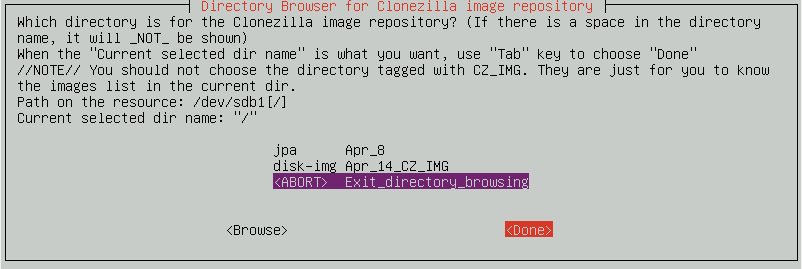 Directory Browser for Clonezilla image repository
Which directory is for the Clonezilla image repository? (If there is a space in the directory
name, it will _NOT_ be shown)
When the "Current selected dir name" is what you want, use "Tab" key to choose "Done"
//NOTE// You should not choose the directory tagged with CZ_IMG. They are just for you to know
the images list in the current dir.
Path on the resource: /dev/sdb1[/]
Current selected dir name: "/"
jpa Apr_8
disk-img Apr_14_CZ_IMG
<ABORT> Exit_directory_browsing
<Browse> <Done>